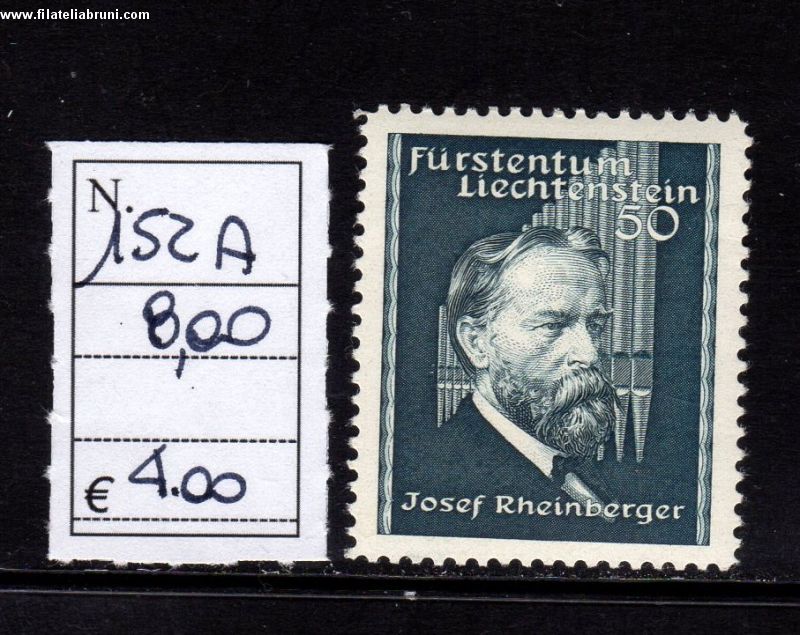 www.filateliabruni.com
N.
152 A
8,00
€ 4.00
Fürstentum
Liechtenstein
50
Josef Rheinberger